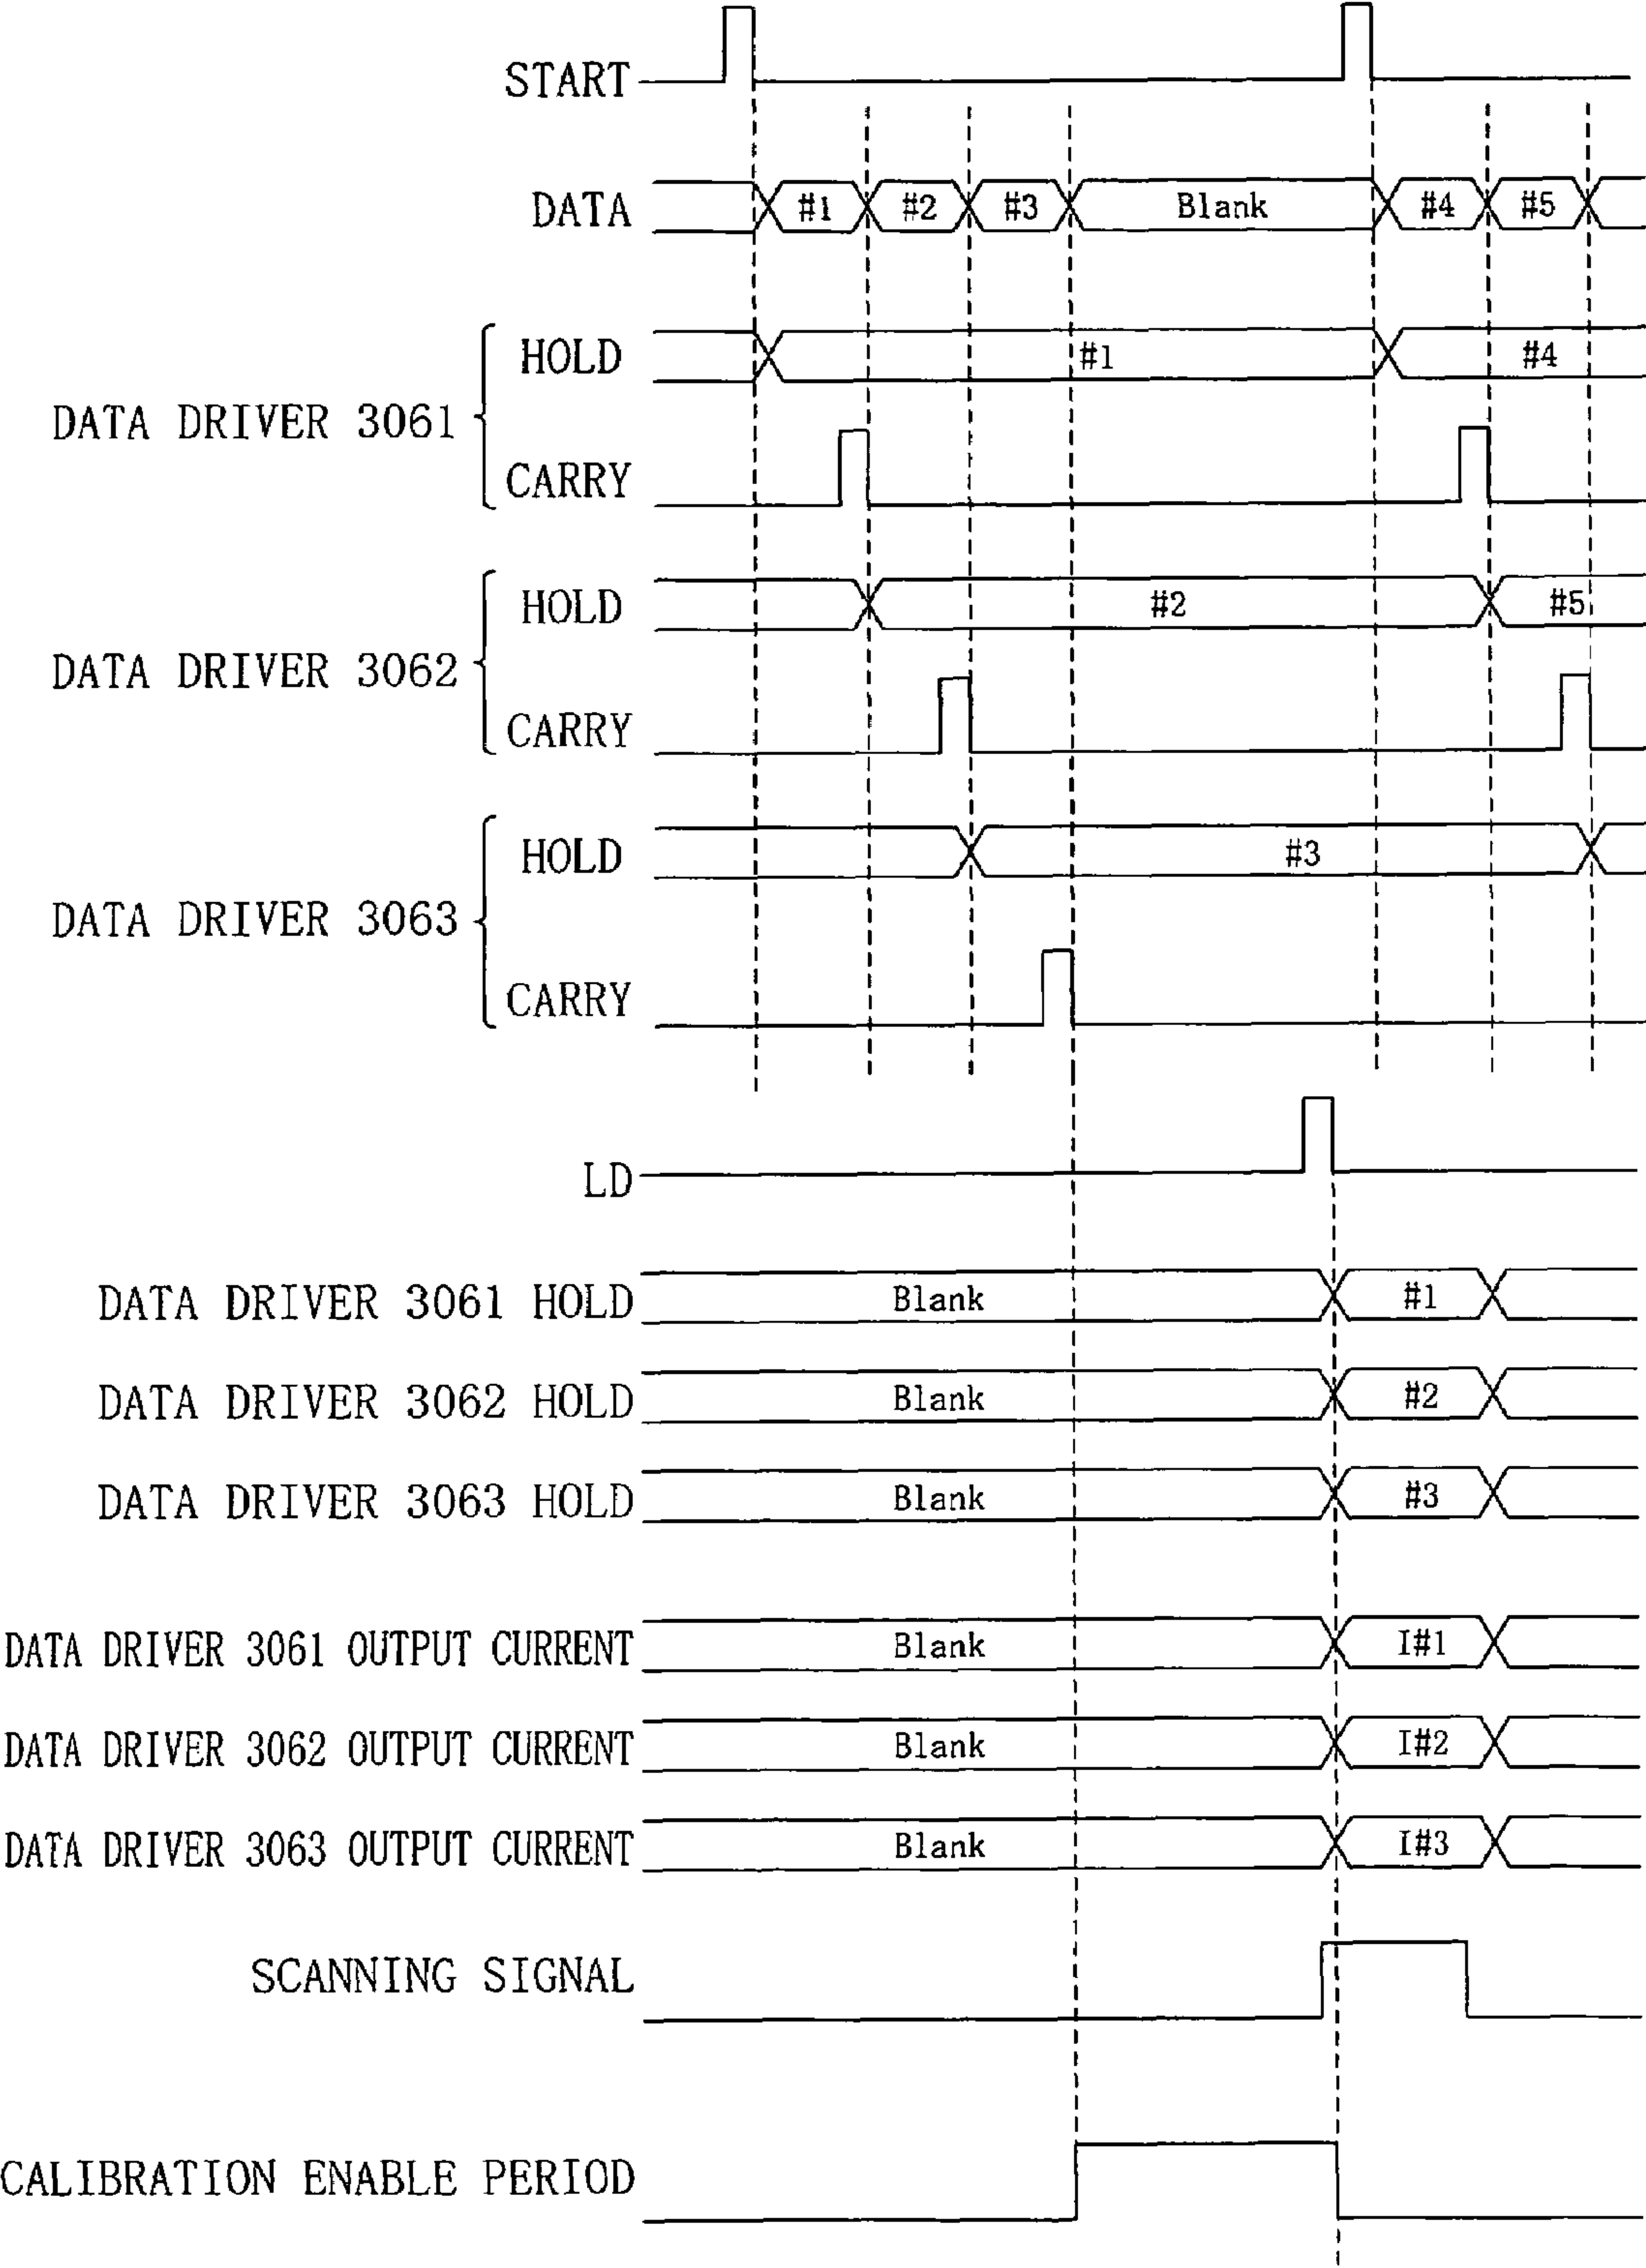 START
DATA #1 #2 #3 Blank #4 #5
DATA DRIVER 3061
HOLD #1 #4
CARRY
DATA DRIVER 3062
HOLD #2 #5
CARRY
DATA DRIVER 3063
HOLD #3
CARRY
LD
DATA DRIVER 3061 HOLD Blank #1
DATA DRIVER 3062 HOLD Blank #2
DATA DRIVER 3063 HOLD Blank #3
DATA DRIVER 3061 OUTPUT CURRENT Blank I#1
DATA DRIVER 3062 OUTPUT CURRENT Blank I#2
DATA DRIVER 3063 OUTPUT CURRENT Blank I#3
SCANNING SIGNAL
CALIBRATION ENABLE PERIOD